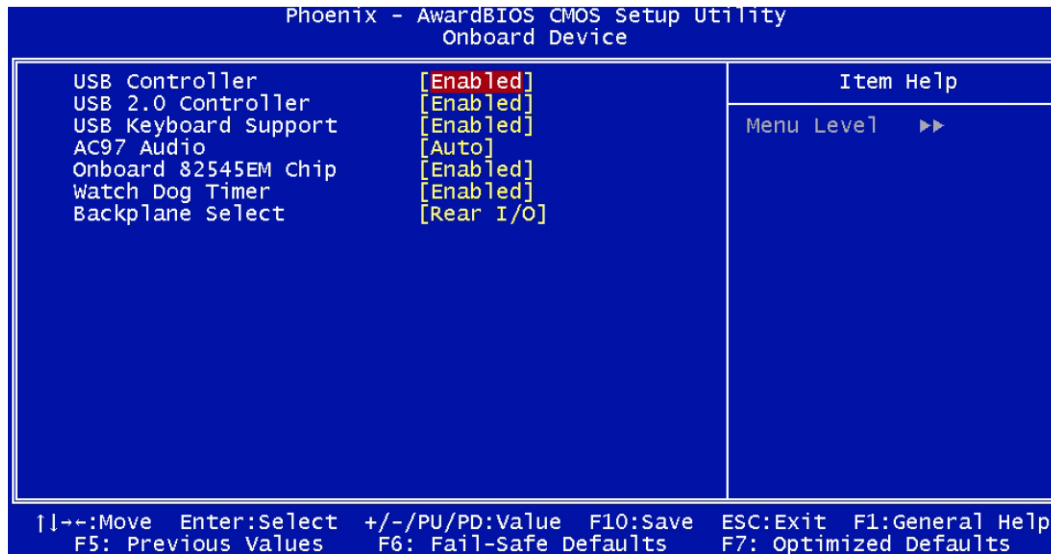 Phoenix - AwardBIOS CMOS Setup Utility
Onboard Device
USB Controller [Enabled]
USB 2.0 Controller [Enabled]
USB Keyboard Support [Enabled]
AC97 Audio [Auto]
Onboard 82545EM Chip [Enabled]
Watch Dog Timer [Enabled]
Backplane Select [Rear I/O]
Item Help
Menu Level ▶▶
↑↓→←:Move Enter:Select +/-/PU/PD:Value F10:Save ESC:Exit F1:General Help
F5: Previous Values F6: Fail-Safe Defaults F7: Optimized Defaults